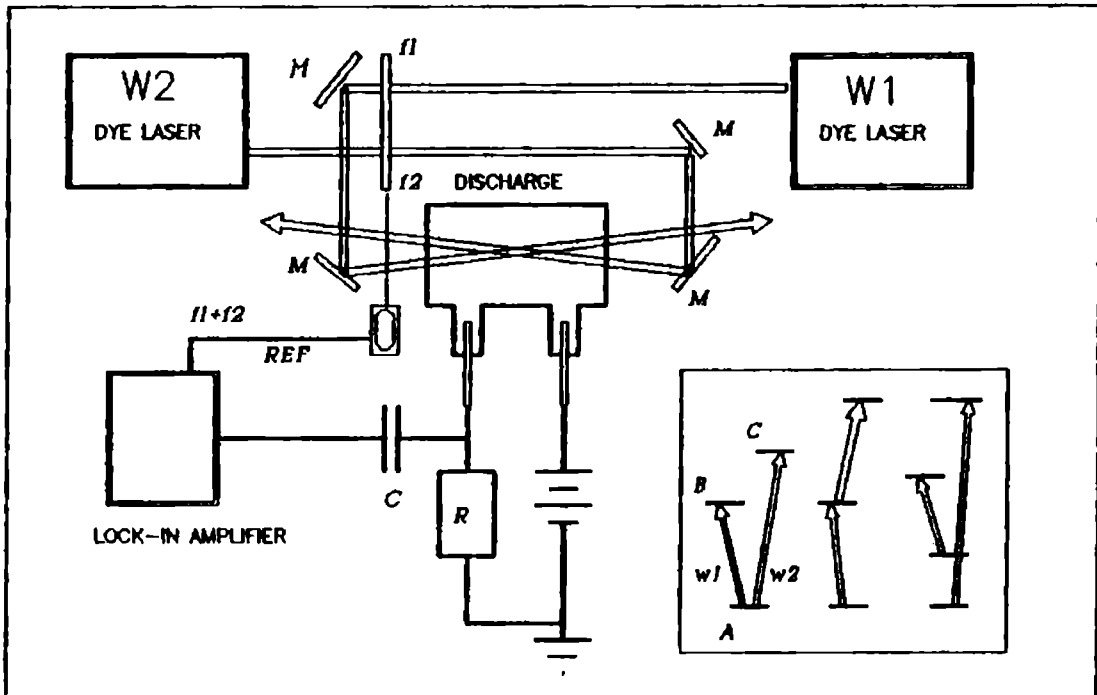 W2
DYE LASER
M
f1
W1
DYE LASER
M
f2
DISCHARGE
M
M
f1+f2
REF
C
R
LOCK-IN AMPLIFIER
C
B
w1
w2
A